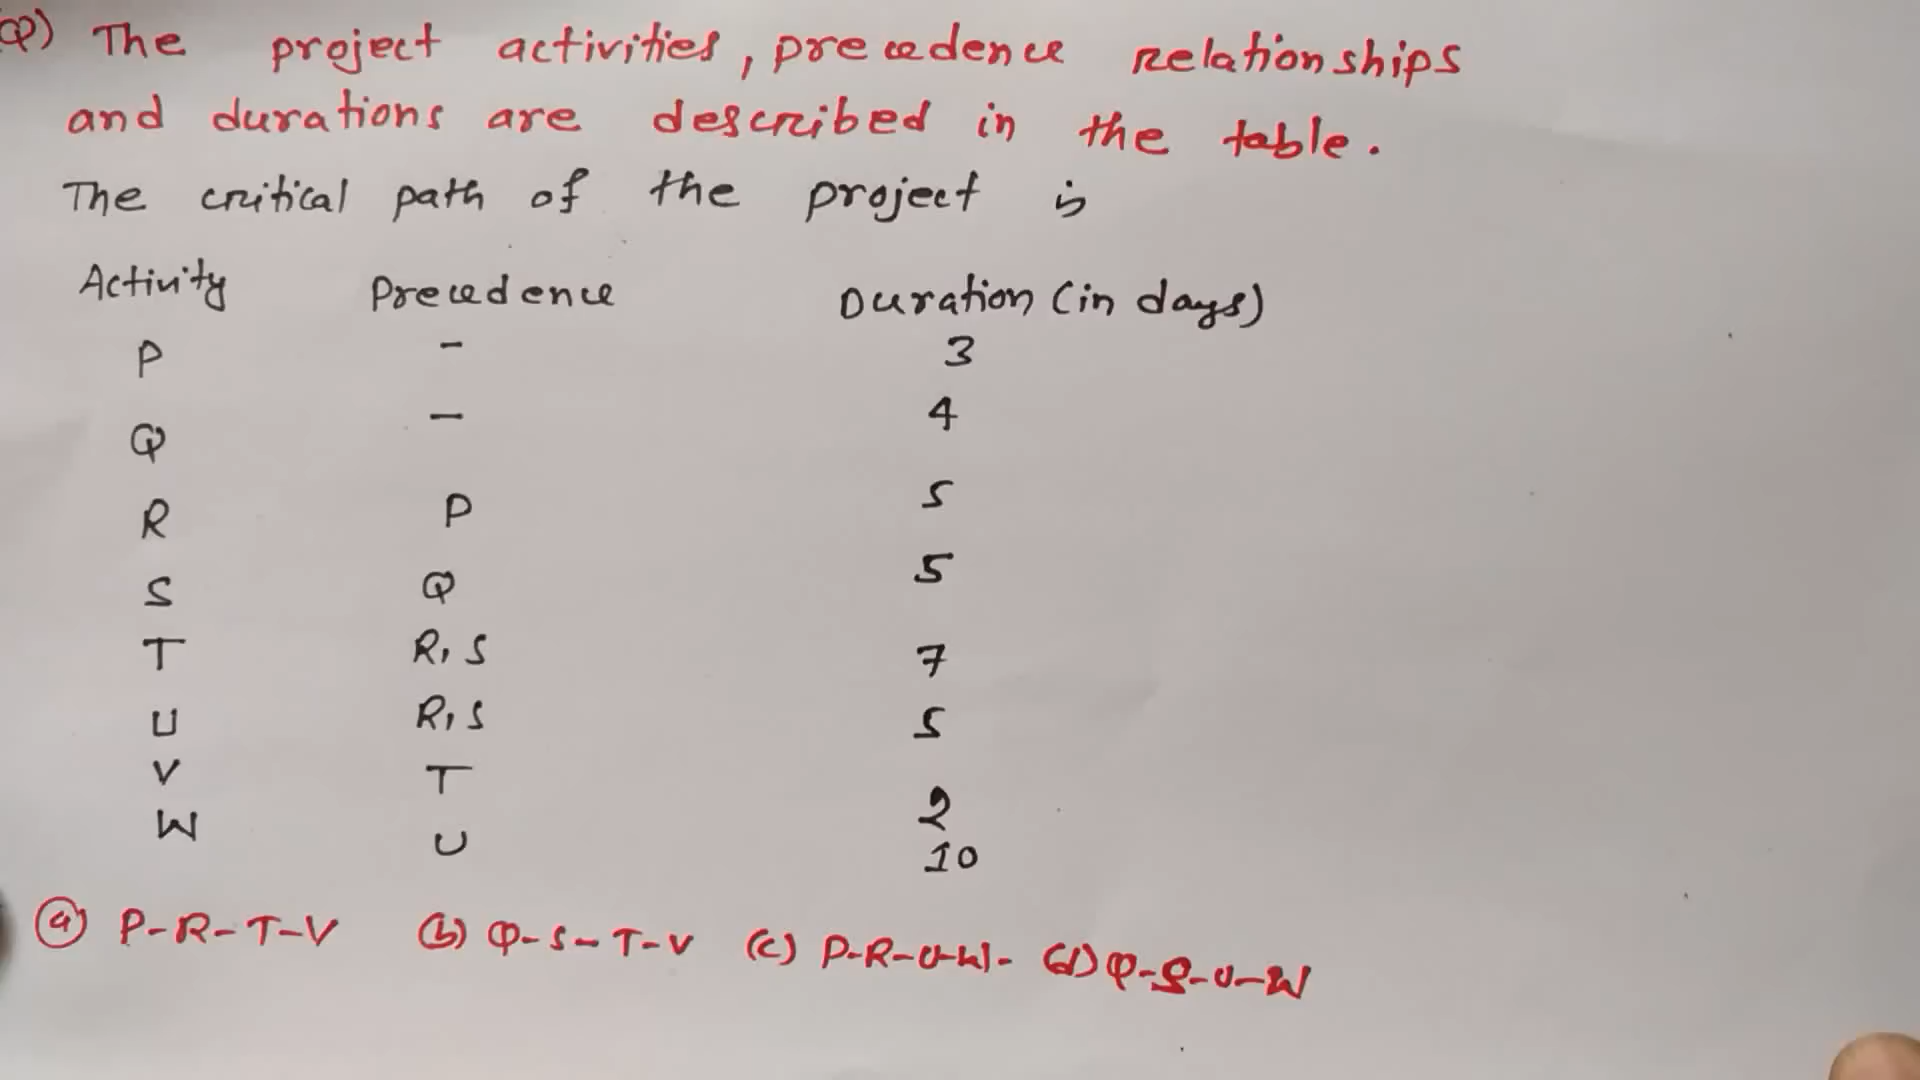 Q) The project activities, precedence relationships
and durations are described in the table.
The critical path of the project is
Activity Precedence Duration (in days)
P - 3
Q - 4
R P 5
S Q 5
T R, S 7
U R, S 5
V T 2
W U 10
(a) P-R-T-V (b) Q-S-T-V (c) P-R-U-W- (d) Q-S-U-W